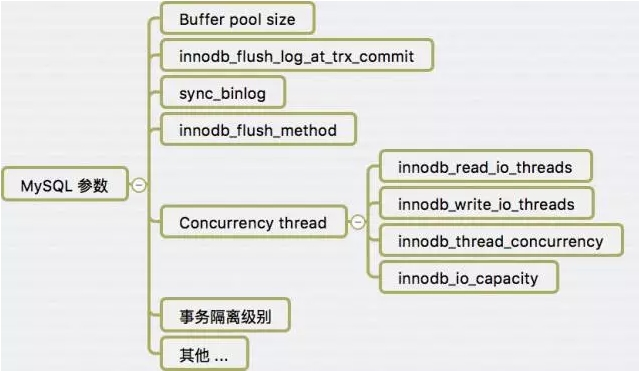 Buffer pool size
innodb_flush_log_at_trx_commit
sync_binlog
innodb_flush_method
MySQL 参数
Concurrency thread
innodb_read_io_threads
innodb_write_io_threads
innodb_thread_concurrency
innodb_io_capacity
事务隔离级别
其他 ...